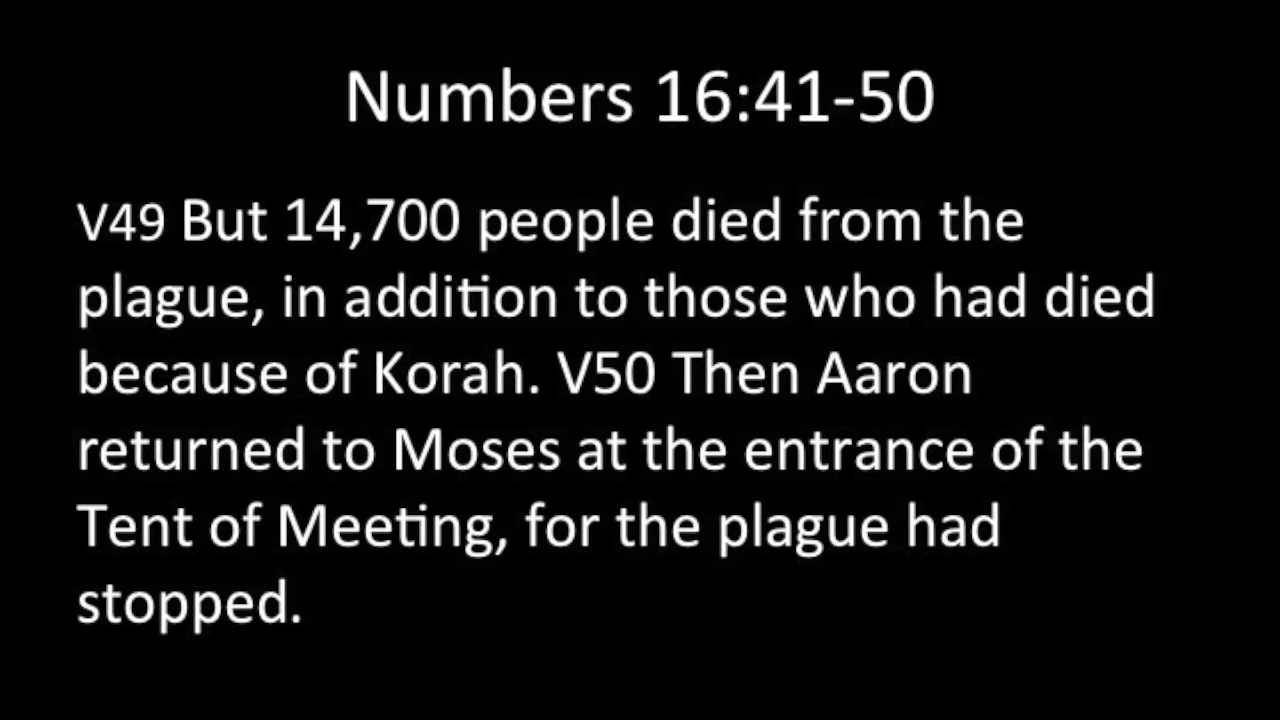 Numbers 16:41-50
V49 But 14,700 people died from the
plague, in addition to those who had died
because of Korah. V50 Then Aaron
returned to Moses at the entrance of the
Tent of Meeting, for the plague had
stopped.